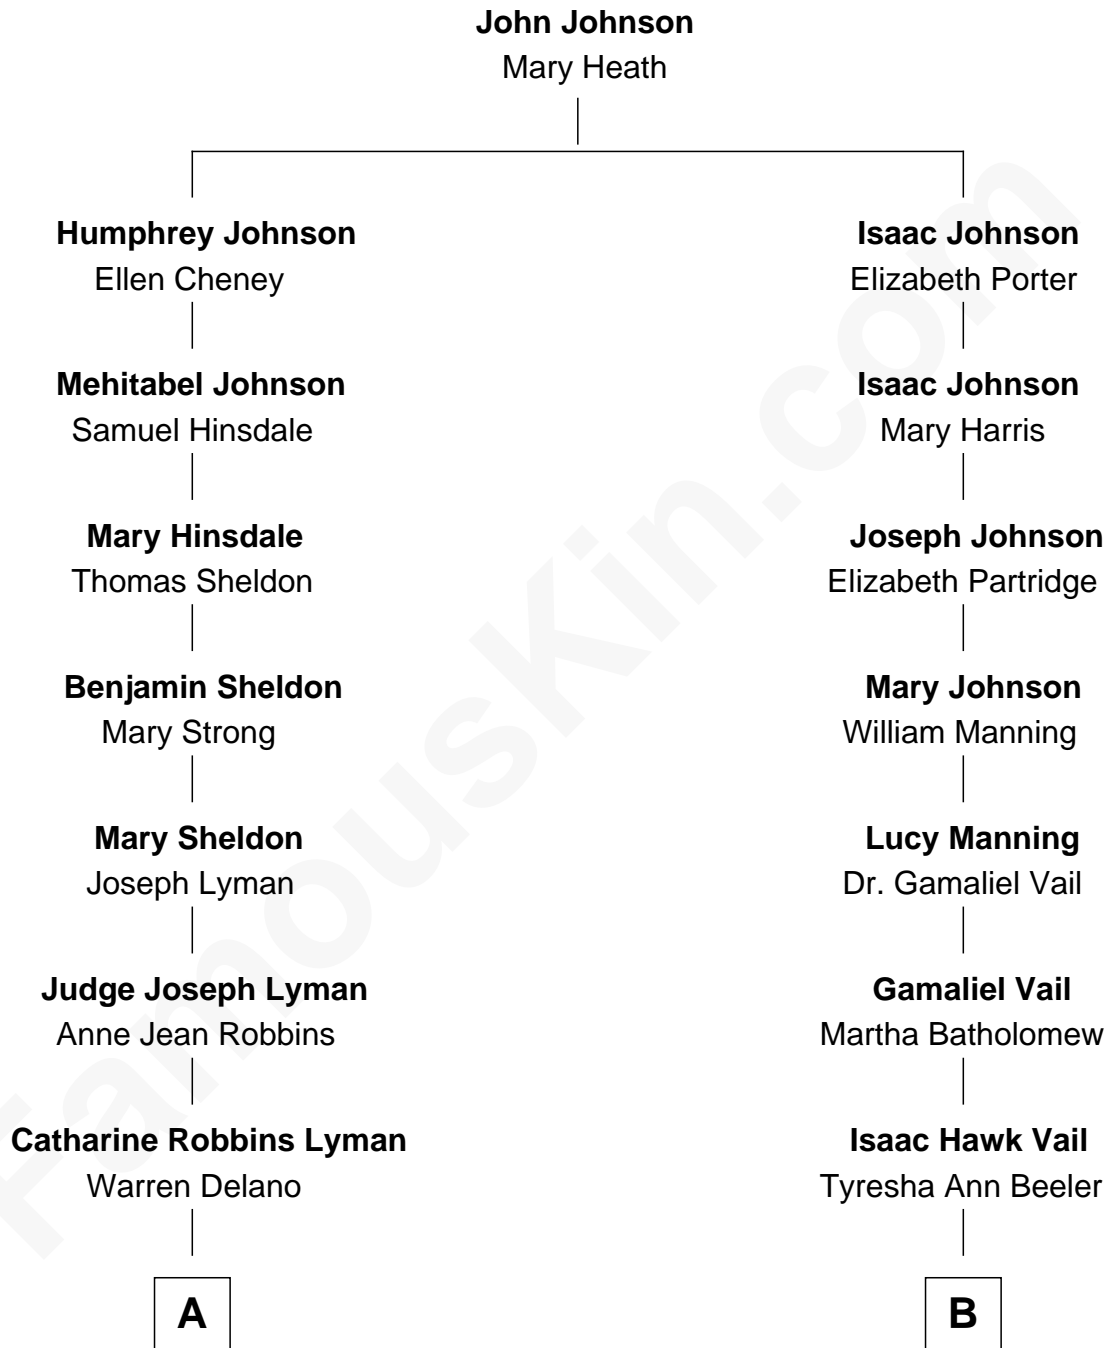 John Johnson
Mary Heath
Humphrey Johnson
Ellen Cheney
Isaac Johnson
Elizabeth Porter
Mehitabel Johnson
Samuel Hinsdale
Isaac Johnson
Mary Harris
Mary Hinsdale
Thomas Sheldon
Joseph Johnson
Elizabeth Partridge
Benjamin Sheldon
Mary Strong
Mary Johnson
William Manning
Mary Sheldon
Joseph Lyman
Lucy Manning
Dr. Gamaliel Vail
Judge Joseph Lyman
Anne Jean Robbins
Gamaliel Vail
Martha Batholomew
Catharine Robbins Lyman
Warren Delano
Isaac Hawk Vail
Tyresha Ann Beeler
A
B
FamousKin.com